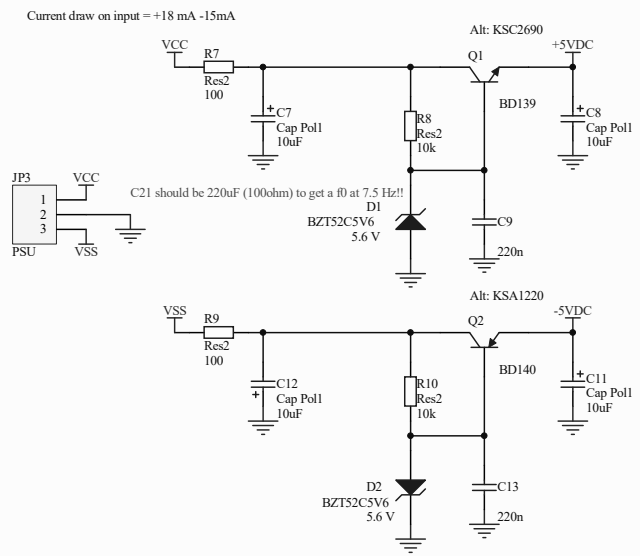 Current draw on input = +18 mA -15mA
Alt: KSC2690
VCC
R7
Res2
100
Q1
+5VDC
BD139
C7
Cap Pol1
10uF
R8
Res2
10k
C8
Cap Pol1
10uF
JP3
VCC
1
2
3
PSU
VSS
C21 should be 220uF (100ohm) to get a f0 at 7.5 Hz!!
D1
BZT52C5V6
5.6 V
C9
220n
Alt: KSA1220
VSS
R9
Res2
100
Q2
-5VDC
BD140
C12
Cap Pol1
10uF
R10
Res2
10k
C11
Cap Pol1
10uF
D2
BZT52C5V6
5.6 V
C13
220n